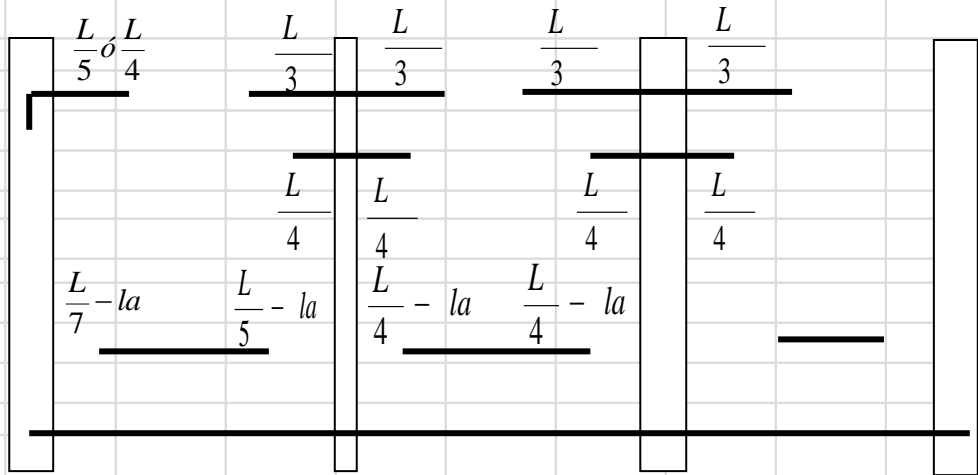 L/5 ó L/4 L/3 L/3 L/3 L/3
L/4 L/4 L/4 L/4
L/7 – la L/5 – la L/4 – la L/4 – la